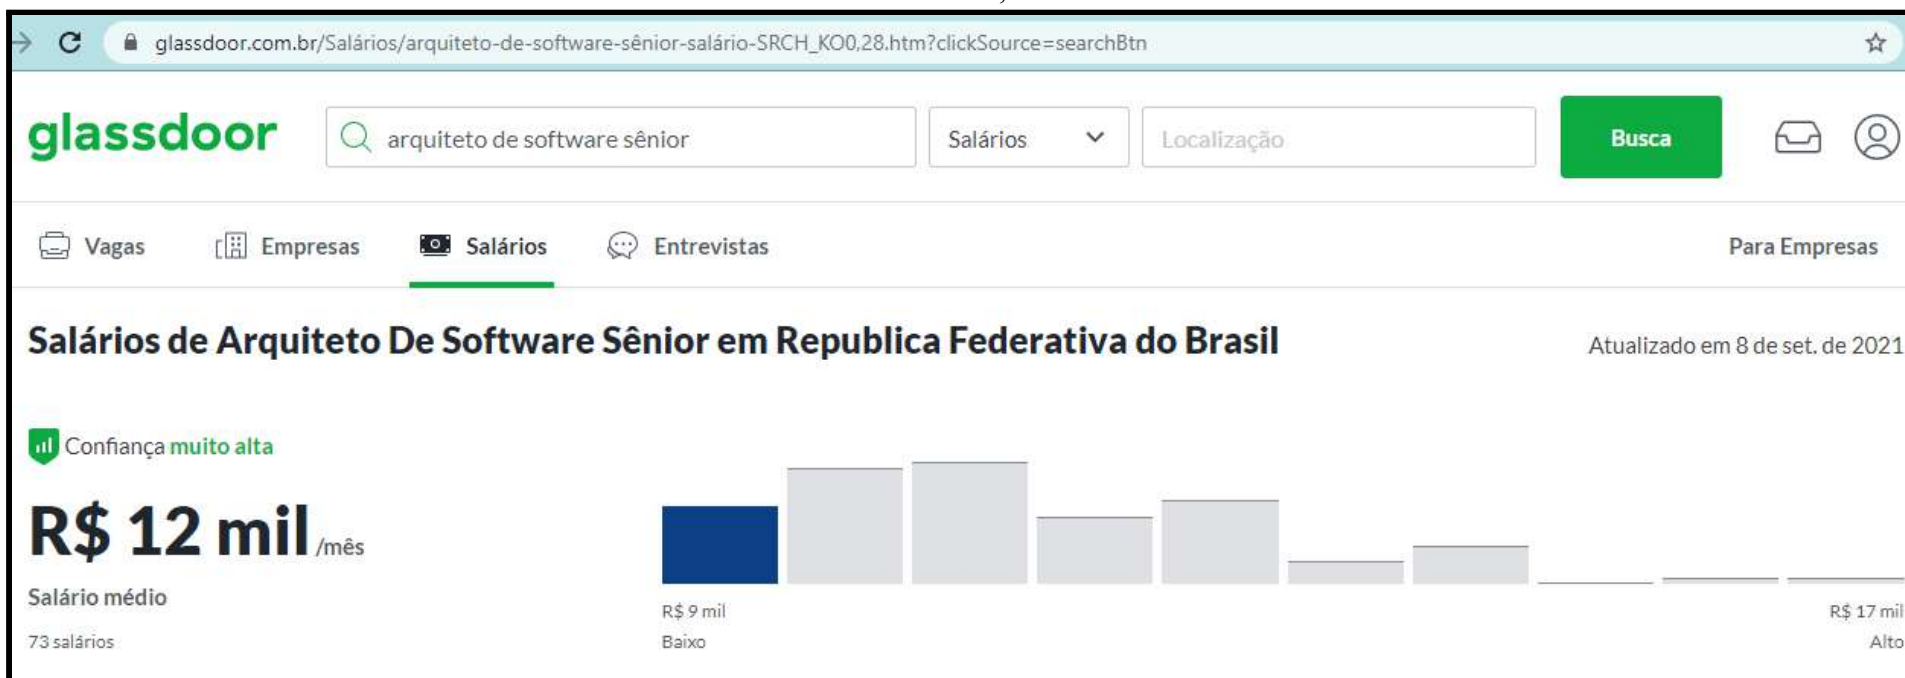 glassdoor.com.br/Salários/arquiteto-de-software-sênior-salário-SRCH_KO0,28.htm?clickSource=searchBtn
glassdoor arquiteto de software sênior Salários Localização Busca
Vagas Empresas Salários Entrevistas Para Empresas
Salários de Arquiteto De Software Sênior em Republica Federativa do Brasil Atualizado em 8 de set. de 2021
Confiança muito alta
R$ 12 mil /mês
Salário médio
73 salários
R$ 9 mil R$ 17 mil
Baixo Alto